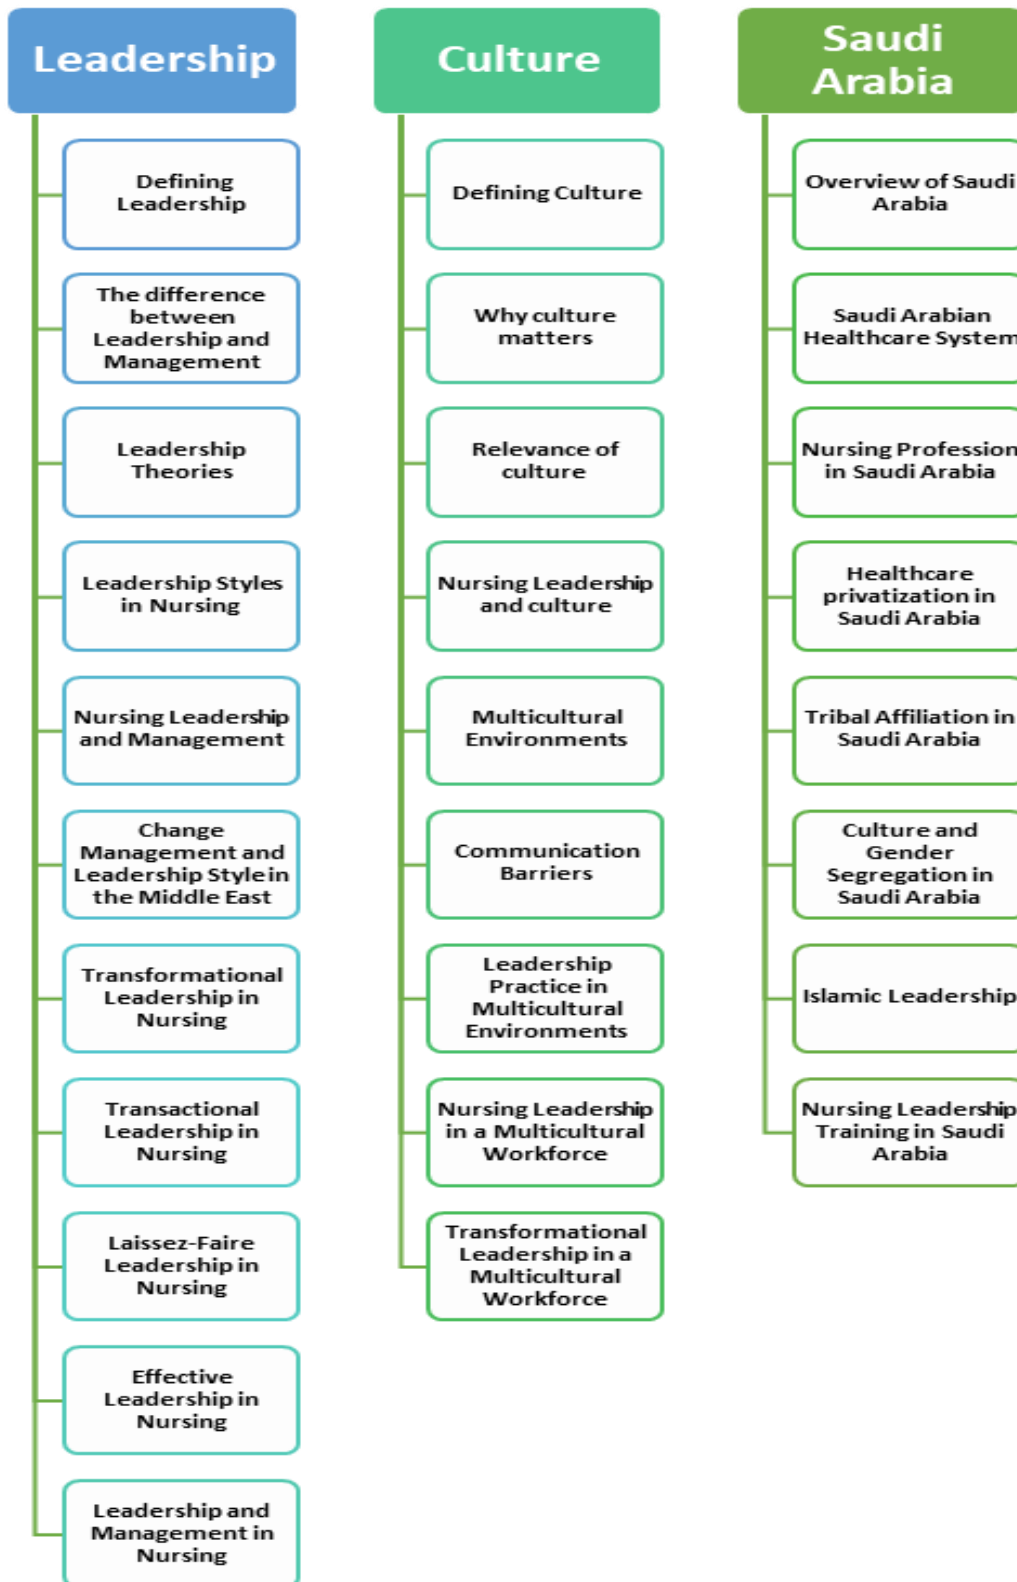 Leadership
Defining
Leadership
The difference
between
Leadership and
Management
Leadership
Theories
Leadership Styles
in Nursing
Nursing Leadership
and Management
Change
Management and
Leadership Style in
the Middle East
Transformational
Leadership in
Nursing
Transactional
Leadership in
Nursing
Laissez-Faire
Leadership in
Nursing
Effective
Leadership in
Nursing
Leadership and
Management in
Nursing
Culture
Defining Culture
Why culture
matters
Relevance of
culture
Nursing Leadership
and culture
Multicultural
Environments
Communication
Barriers
Leadership
Practice in
Multicultural
Environments
Nursing Leadership
in a Multicultural
Workforce
Transformational
Leadership in a
Multicultural
Workforce
Saudi
Arabia
Overview of Saudi
Arabia
Saudi Arabian
Healthcare System
Nursing Profession
in Saudi Arabia
Healthcare
privatization in
Saudi Arabia
Tribal Affiliation in
Saudi Arabia
Culture and
Gender
Segregation in
Saudi Arabia
Islamic Leadership
Nursing Leadership
Training in Saudi
Arabia